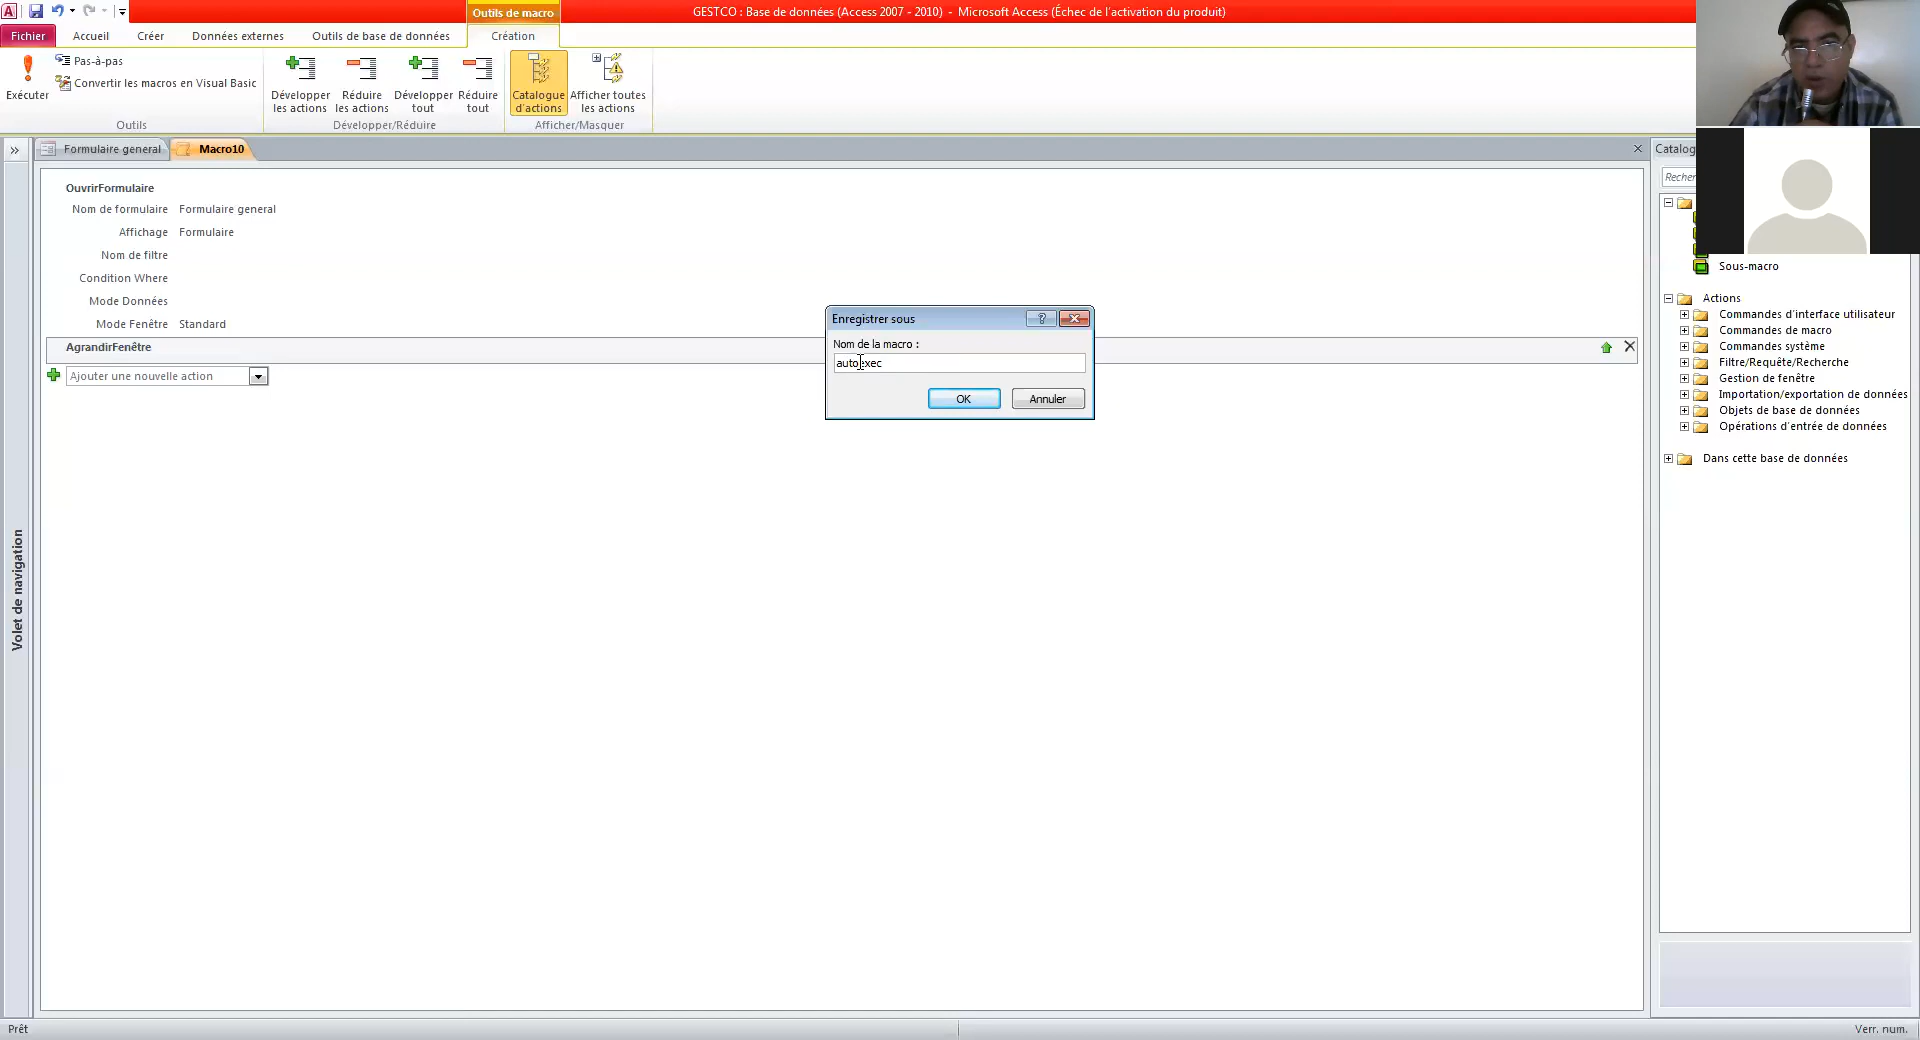 Outils de macro
GESTCO : Base de données (Access 2007 - 2010) - Microsoft Access (Échec de l'activation du produit)
Fichier Accueil Créer Données externes Outils de base de données Création
Exécuter
Pas-à-pas
Convertir les macros en Visual Basic
Développer les actions
Réduire les actions
Développer tout
Réduire tout
Catalogue d'actions
Afficher toutes les actions
Outils Développer/Réduire Afficher/Masquer
Formulaire general Macro10
Volet de navigation
OuvrirFormulaire
Nom de formulaire Formulaire general
Affichage Formulaire
Nom de filtre
Condition Where
Mode Données
Mode Fenêtre Standard
AgrandirFenêtre
Ajouter une nouvelle action
Enregistrer sous
Nom de la macro :
autoexec
OK Annuler
Catalog
Recher
Sous-macro
Actions
Commandes d'interface utilisateur
Commandes de macro
Commandes système
Filtre/Requête/Recherche
Gestion de fenêtre
Importation/exportation de données
Objets de base de données
Opérations d'entrée de données
Dans cette base de données
Prêt Verr. num.